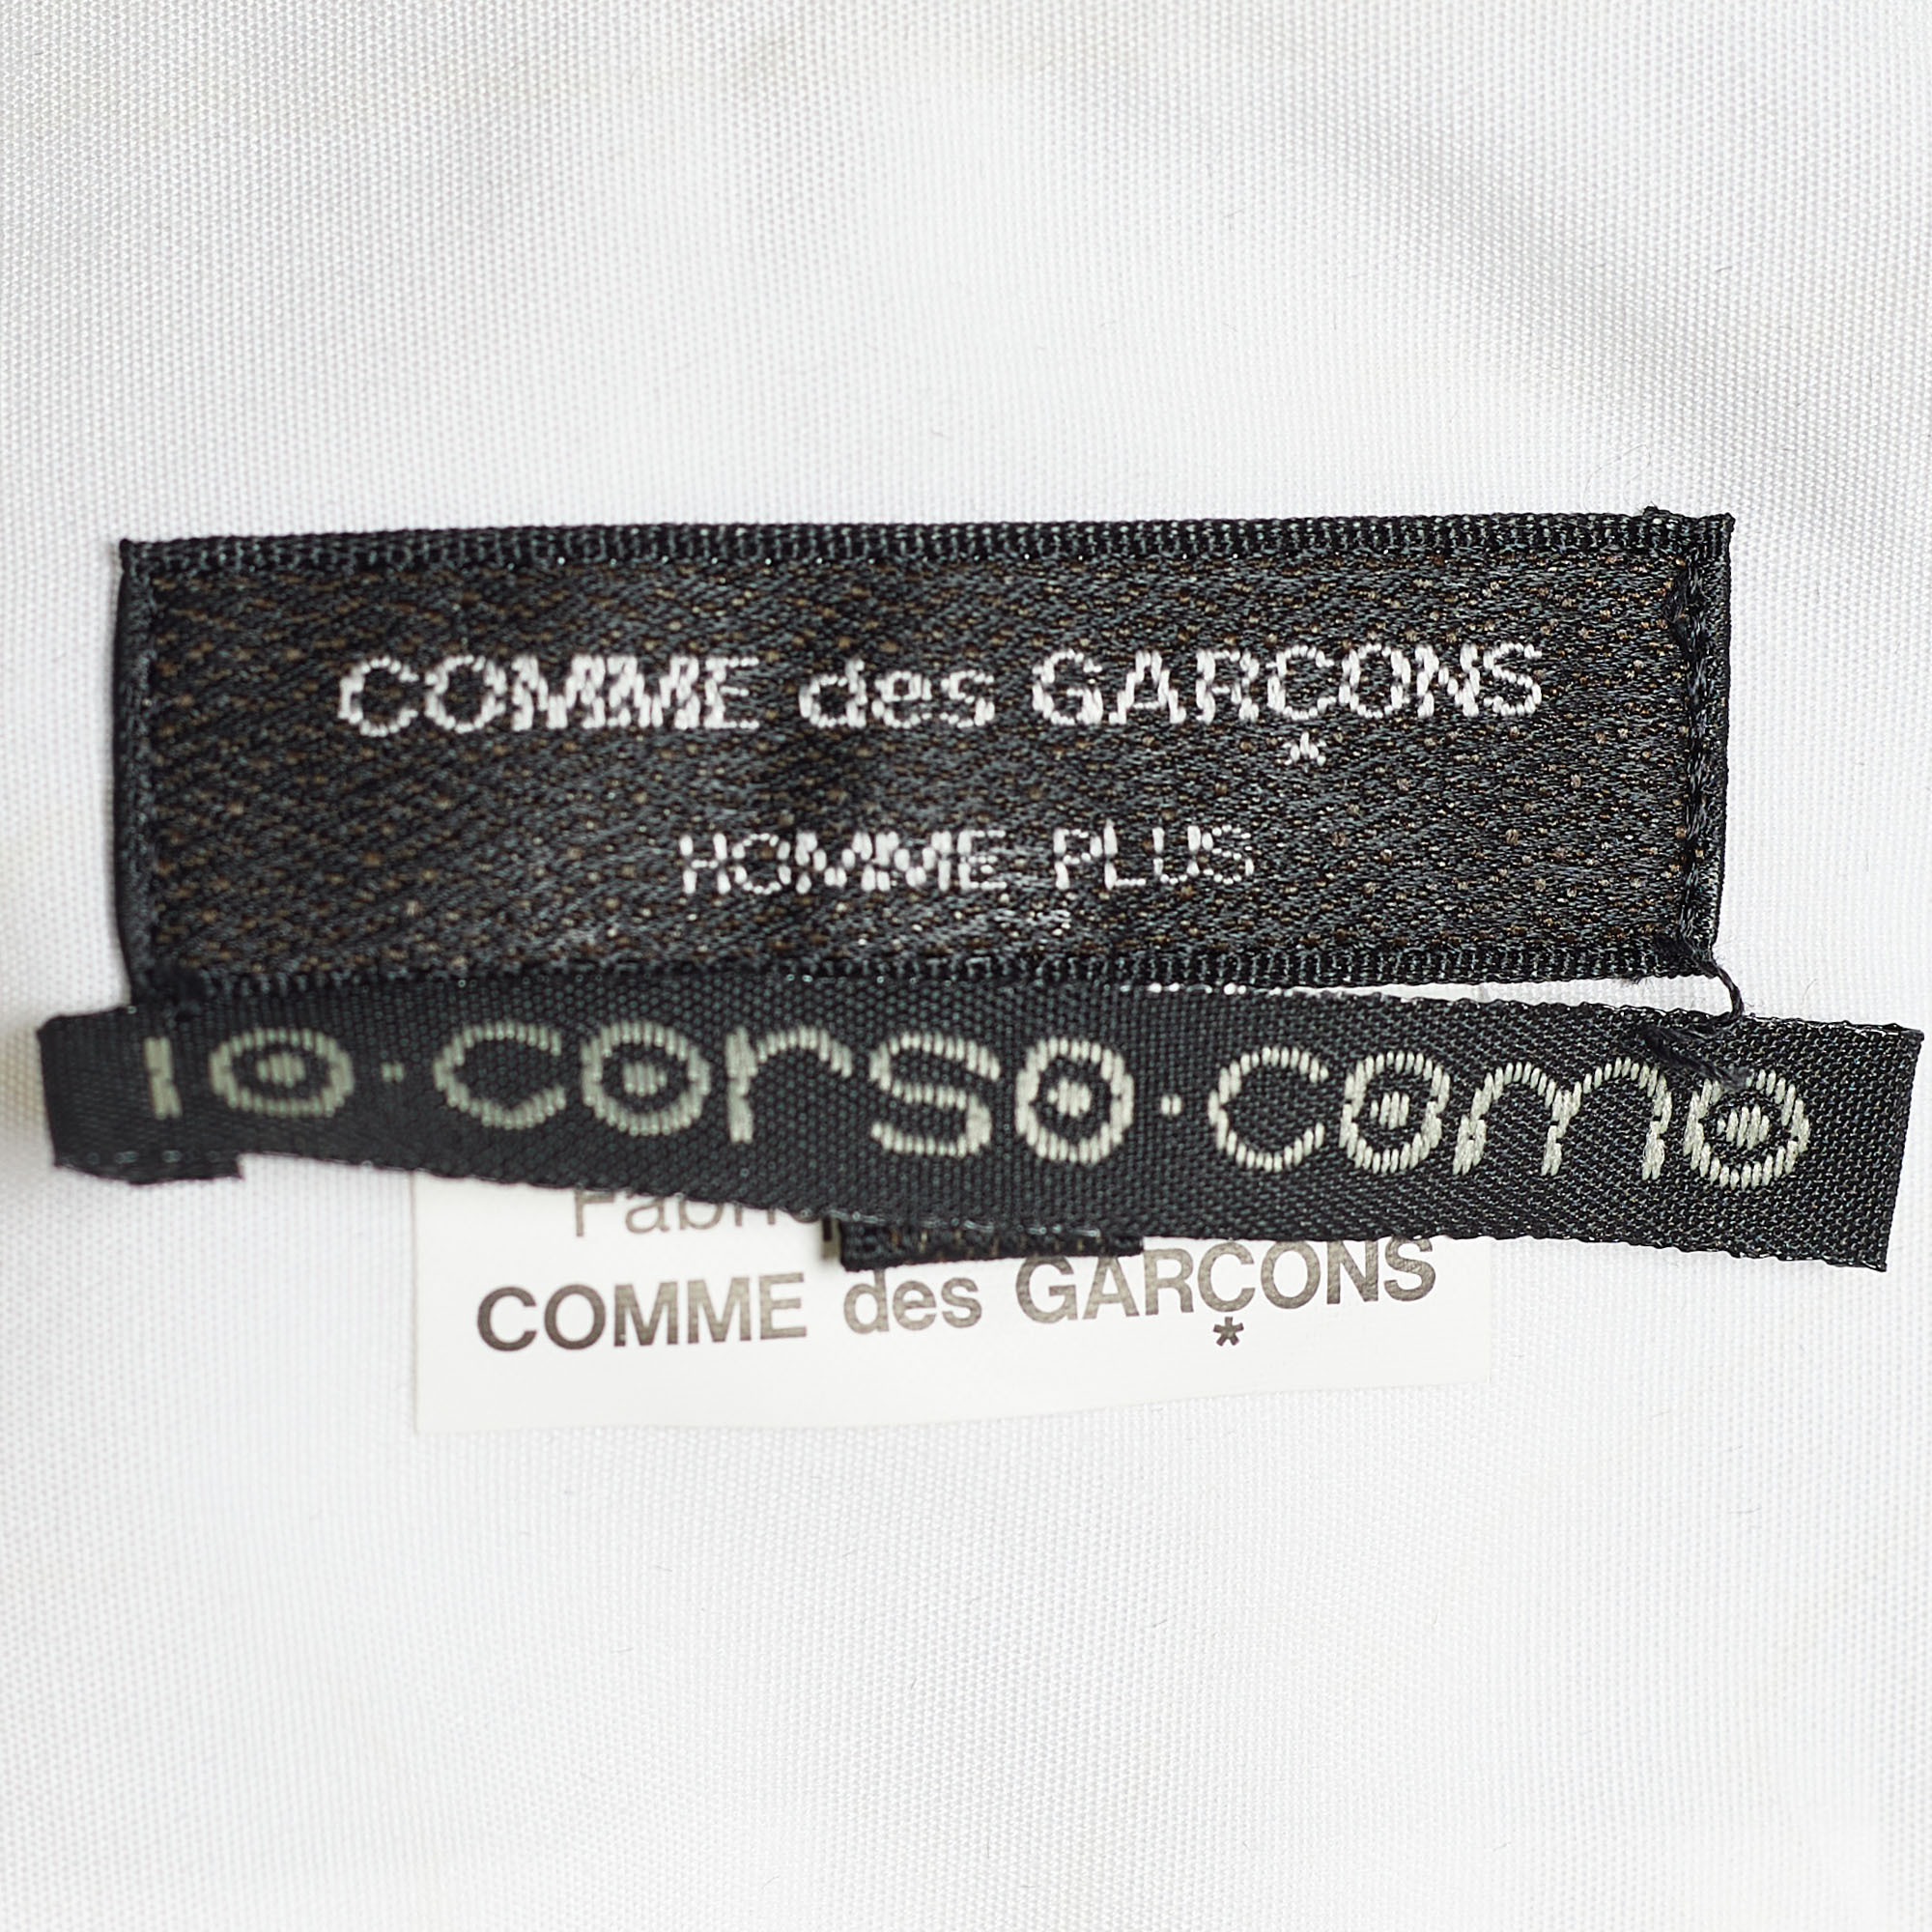 COMME des GARÇONS
*
HOMME PLUS
10·corso·como
COMME des GARÇONS
*